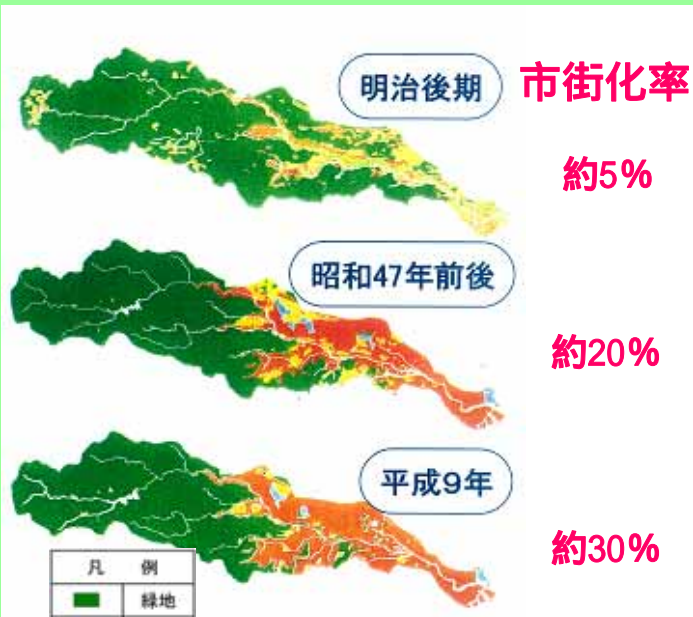 明治後期
市街化率
約5%
昭和47年前後
約20%
平成9年
約30%
凡 例
緑地